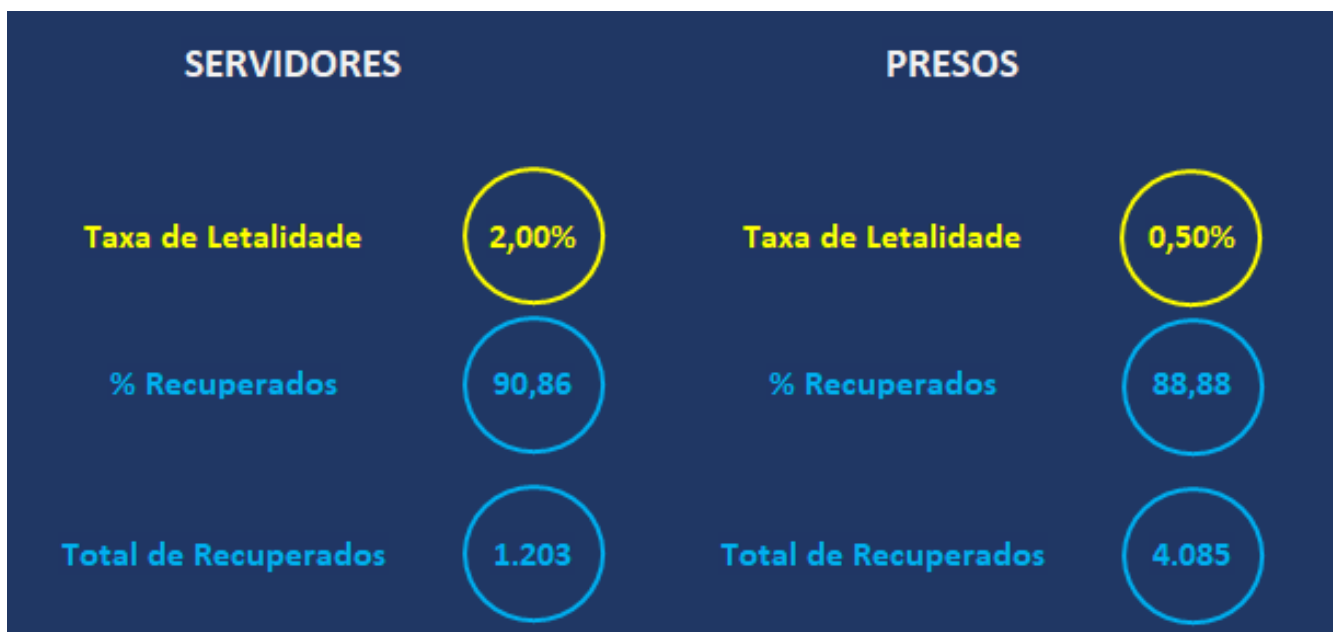 SERVIDORES
PRESOS
Taxa de Letalidade
2,00%
Taxa de Letalidade
0,50%
% Recuperados
90,86
% Recuperados
88,88
Total de Recuperados
1.203
Total de Recuperados
4.085